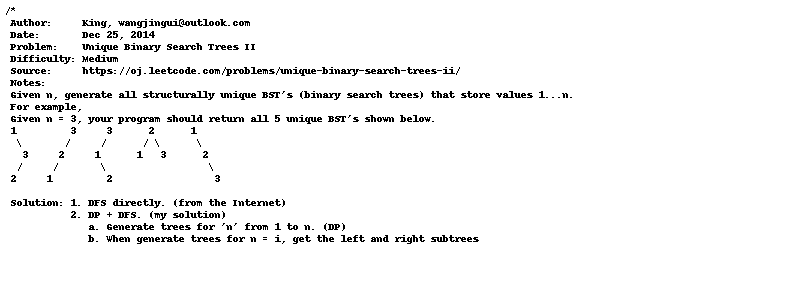 /*
 Author:     King, wangjingui@outlook.com
 Date:       Dec 25, 2014
 Problem:    Unique Binary Search Trees II
 Difficulty: Medium
 Source:     https://oj.leetcode.com/problems/unique-binary-search-trees-ii/
 Notes:
 Given n, generate all structurally unique BST's (binary search trees) that store values 1...n.
 For example,
 Given n = 3, your program should return all 5 unique BST's shown below.
 1         3     3      2      1
  \       /     /      / \      \
   3     2     1      1   3      2
  /     /       \                 \
 2     1         2                 3
 Solution: 1. DFS directly. (from the Internet)
           2. DP + DFS. (my solution)
              a. Generate trees for 'n' from 1 to n. (DP)
              b. When generate trees for n = i, get the left and right subtrees